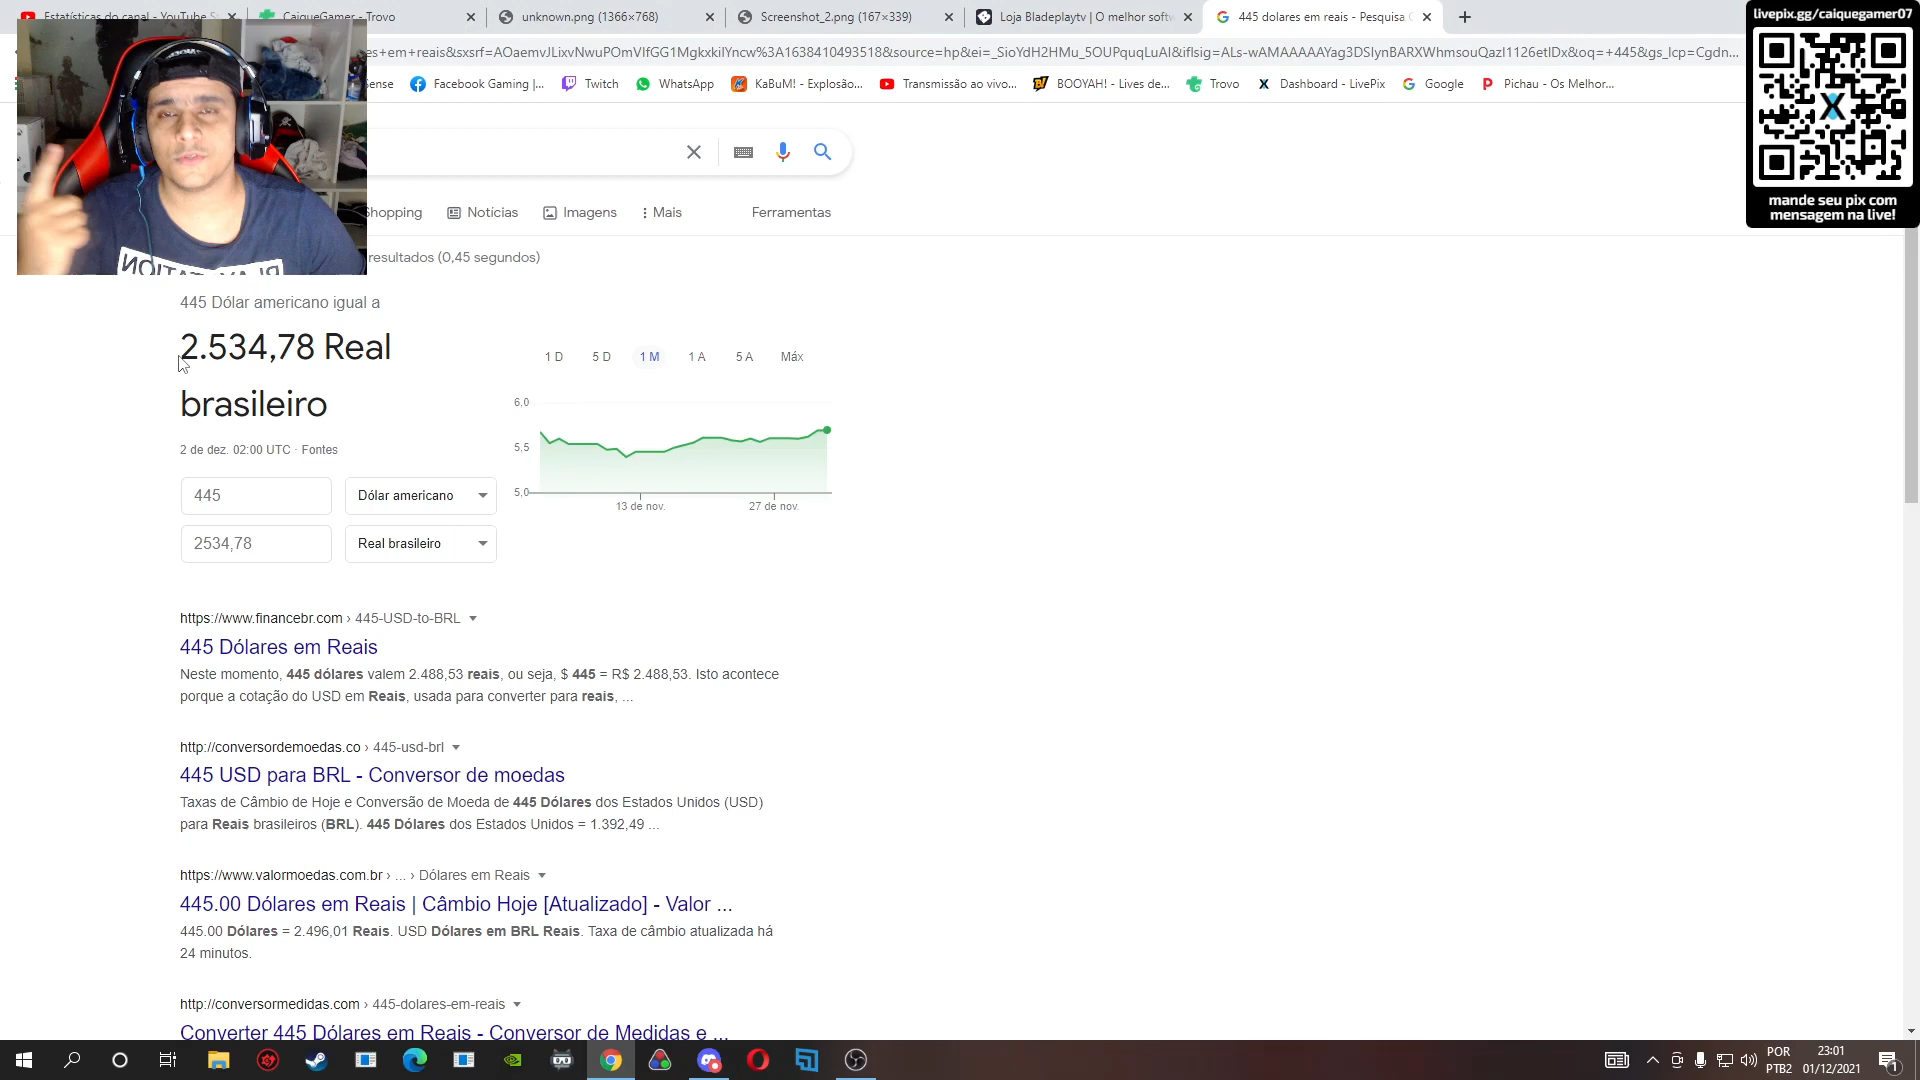 Estatísticas do canal - YouTube S
CaiqueGamer - Trovo
unknown.png (1366×768)
Screenshot_2.png (167×339)
Loja Bladeplaytv | O melhor softw
445 dolares em reais - Pesquisa G
livepix.gg/caiquegamer07
Facebook Gaming |...
Twitch
WhatsApp
KaBuM! - Explosão...
Transmissão ao vivo...
BOOYAH! - Lives de...
Trovo
Dashboard - LivePix
Google
Pichau - Os Melhor...
mande seu pix com
mensagem na live!
Shopping
Notícias
Imagens
Mais
Ferramentas
resultados (0,45 segundos)
445 Dólar americano igual a
2.534,78 Real
brasileiro
2 de dez. 02:00 UTC · Fontes
445
Dólar americano
2534,78
Real brasileiro
1 D
5 D
1 M
1 A
5 A
Máx
6,0
5,5
5,0
13 de nov.
27 de nov.
https://www.financebr.com › 445-USD-to-BRL
445 Dólares em Reais
Neste momento, 445 dólares valem 2.488,53 reais, ou seja, $ 445 = R$ 2.488,53. Isto acontece
porque a cotação do USD em Reais, usada para converter para reais, ...
http://conversordemoedas.co › 445-usd-brl
445 USD para BRL - Conversor de moedas
Taxas de Câmbio de Hoje e Conversão de Moeda de 445 Dólares dos Estados Unidos (USD)
para Reais brasileiros (BRL). 445 Dólares dos Estados Unidos = 1.392,49 ...
https://www.valormoedas.com.br › ... › Dólares em Reais
445.00 Dólares em Reais | Câmbio Hoje [Atualizado] - Valor ...
445.00 Dólares = 2.496,01 Reais. USD Dólares em BRL Reais. Taxa de câmbio atualizada há
24 minutos.
http://conversormedidas.com › 445-dolares-em-reais
Converter 445 Dólares em Reais - Conversor de Medidas e ...
POR
PTB2
23:01
01/12/2021
1